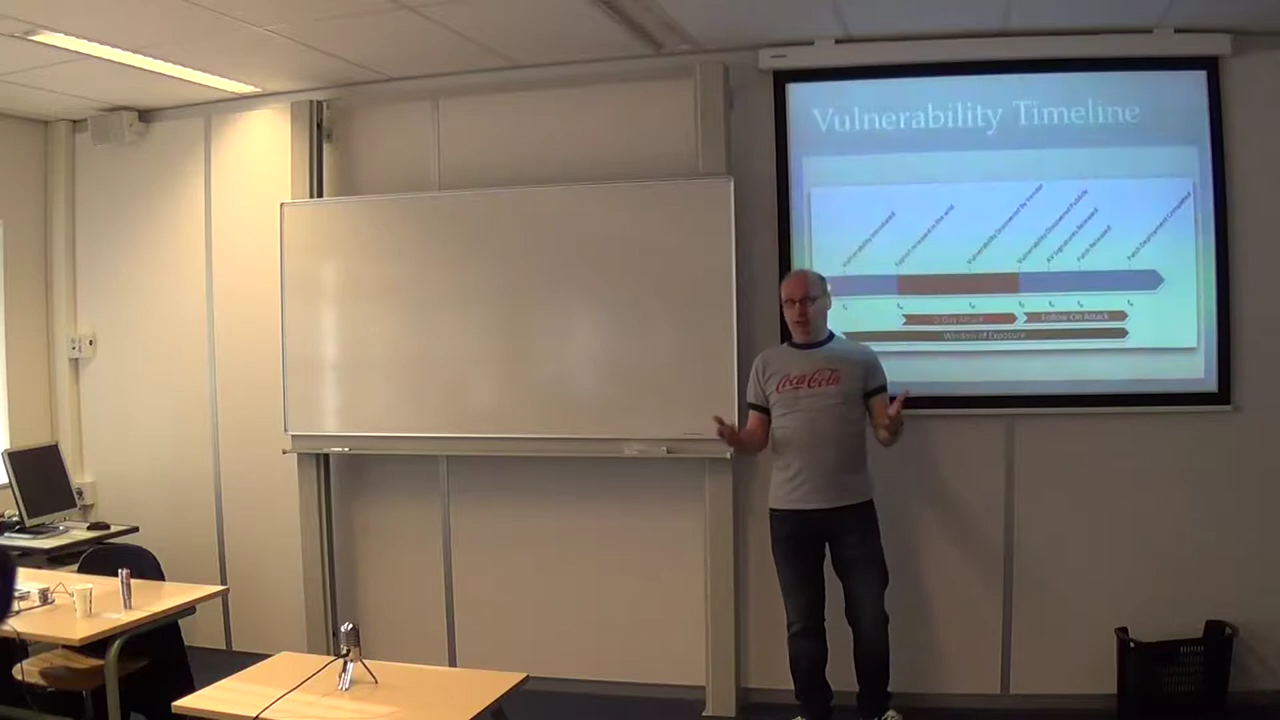 Vulnerability Timeline
Vulnerability Introduced
Exploit released in the wild
Vulnerability Discovered by Vendor
Vulnerability Disclosed Publicly
AV Signatures Released
Patch Released
Patch Deployment Completed
0-Day Attack
Follow-On Attack
Window of Exposure
Coca-Cola